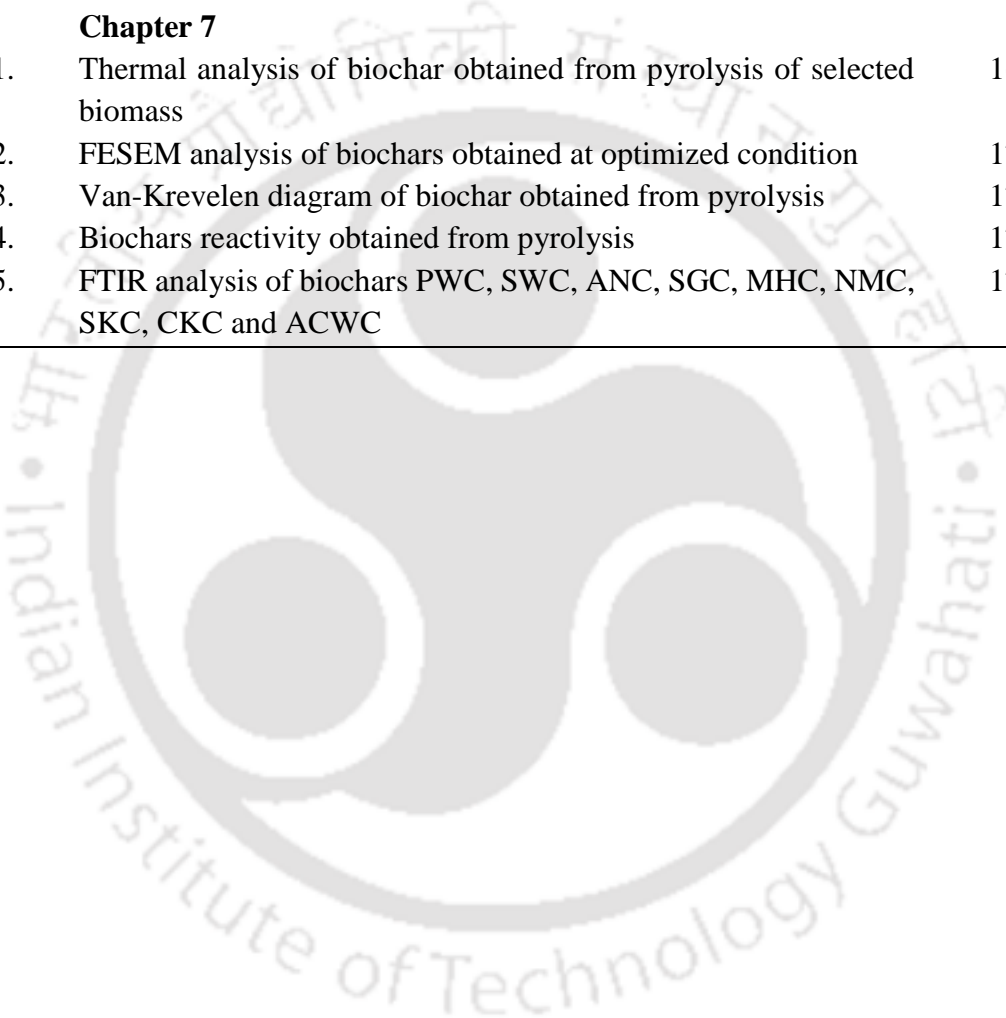 Chapter 7
1. Thermal analysis of biochar obtained from pyrolysis of selected 1
biomass
2. FESEM analysis of biochars obtained at optimized condition 1
3. Van-Krevelen diagram of biochar obtained from pyrolysis 1
4. Biochars reactivity obtained from pyrolysis 1
5. FTIR analysis of biochars PWC, SWC, ANC, SGC, MHC, NMC, 1
SKC, CKC and ACWC
Indian Institute of Technology Guwahati